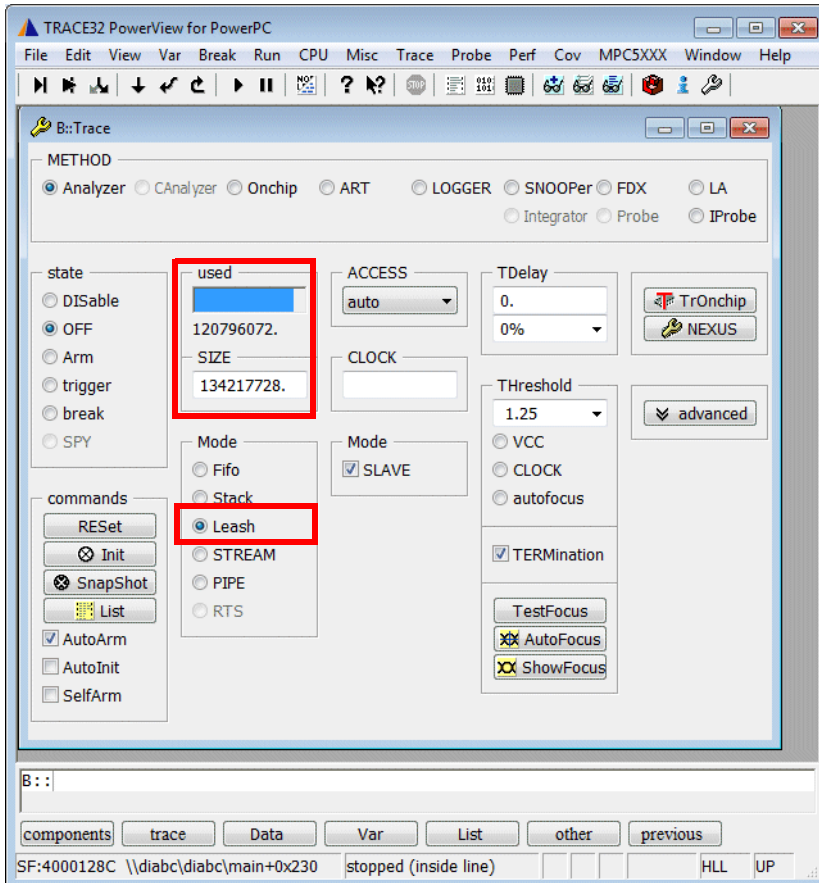 TRACE32 PowerView for PowerPC
File Edit View Var Break Run CPU Misc Trace Probe Perf Cov MPC5XXX Window Help
B::Trace
METHOD
Analyzer CAnalyzer Onchip ART LOGGER SNOOPer FDX LA
Integrator Probe IProbe
state
DISable
OFF
Arm
trigger
break
SPY
used
120796072.
SIZE
134217728.
ACCESS
auto
CLOCK
TDelay
0.
0%
TrOnchip
NEXUS
THreshold
1.25
VCC
CLOCK
autofocus
advanced
Mode
Fifo
Stack
Leash
STREAM
PIPE
RTS
Mode
SLAVE
commands
RESet
Init
SnapShot
List
AutoArm
AutoInit
SelfArm
TERMination
TestFocus
AutoFocus
ShowFocus
B::
components trace Data Var List other previous
SF:4000128C \\diabc\diabc\main+0x230 stopped (inside line) HLL UP